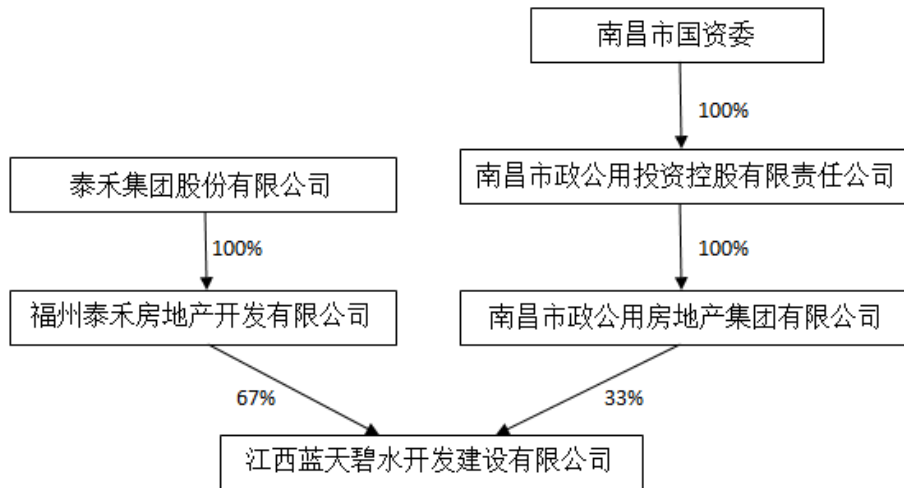 南昌市国资委
100%
泰禾集团股份有限公司
南昌市政公用投资控股有限责任公司
100%
100%
福州泰禾房地产开发有限公司
南昌市政公用房地产集团有限公司
67%
33%
江西蓝天碧水开发建设有限公司